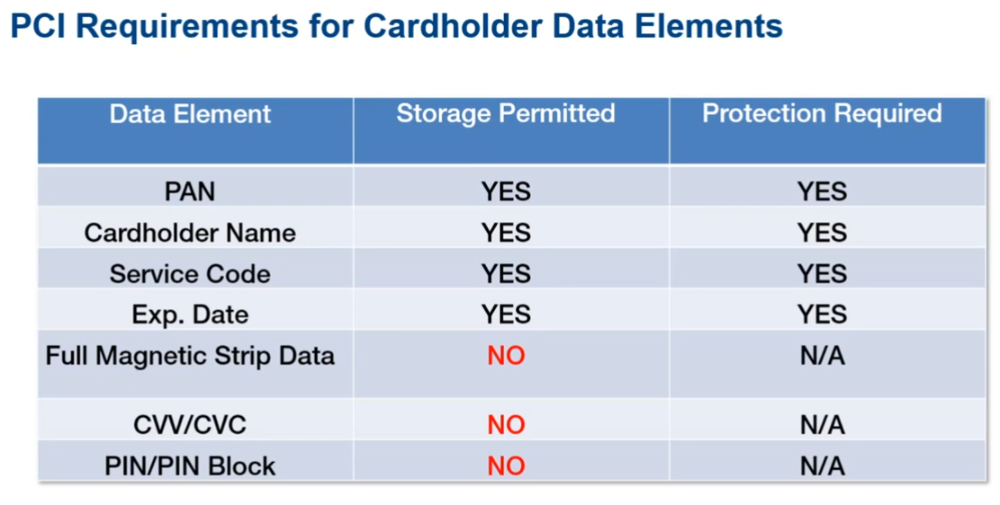 PCI Requirements for Cardholder Data Elements
Data Element Storage Permitted Protection Required
PAN YES YES
Cardholder Name YES YES
Service Code YES YES
Exp. Date YES YES
Full Magnetic Strip Data NO N/A
CVV/CVC NO N/A
PIN/PIN Block NO N/A